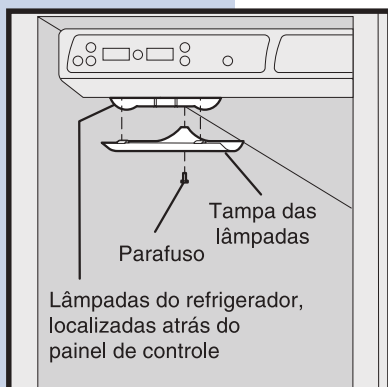 Tampa das
lâmpadas
Parafuso
Lâmpadas do refrigerador,
localizadas atrás do
painel de controle